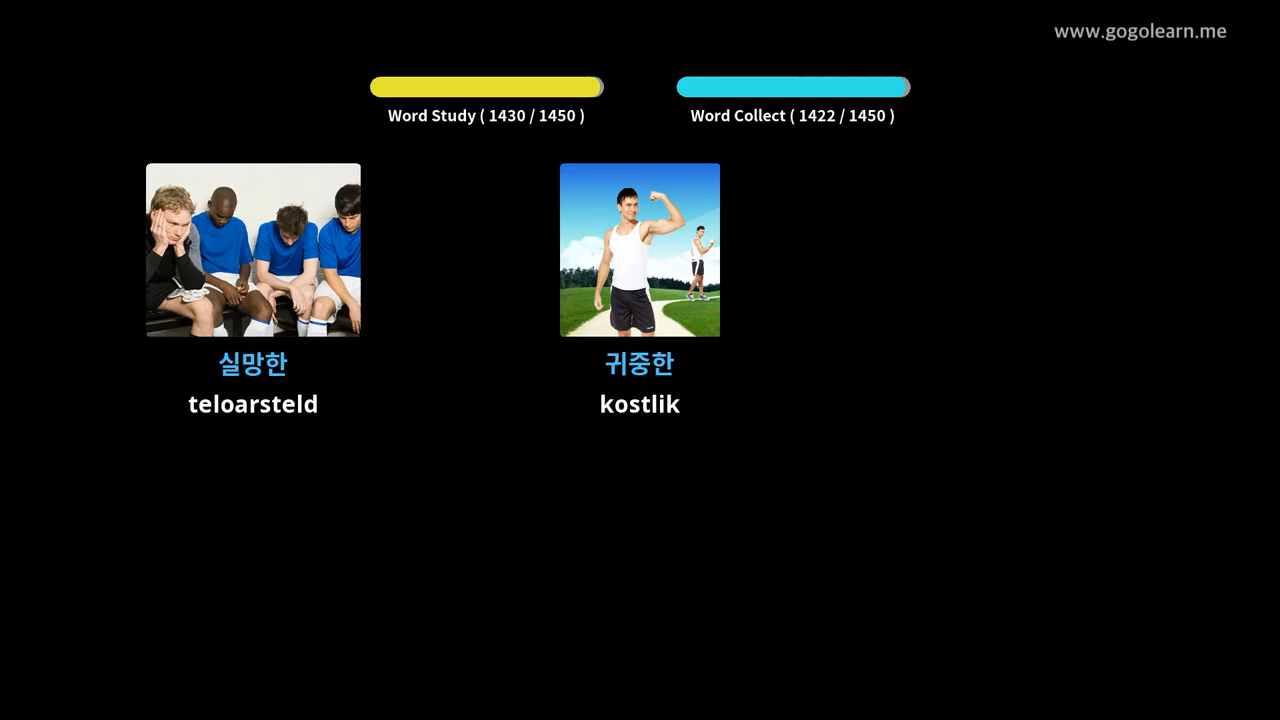 www.gogolearn.me
Word Study ( 1430 / 1450 )
Word Collect ( 1422 / 1450 )
실망한
teloarsteld
귀중한
kostlik